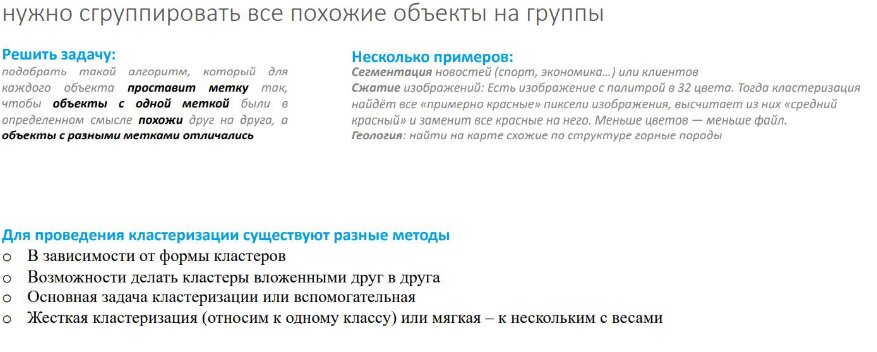 нужно сгруппировать все похожие объекты на группы
Решить задачу:
подобрать такой алгоритм, который для
каждого объекта проставит метку так,
чтобы объекты с одной меткой были в
определенном смысле похожи друг на друга, а
объекты с разными метками отличались
Несколько примеров:
Сегментация новостей (спорт, экономика...) или клиентов
Сжатие изображений: Есть изображение с палитрой в 32 цвета. Тогда кластеризация
найдёт все «примерно красные» пиксели изображения, высчитает из них «средний
красный» и заменит все красные на него. Меньше цветов — меньше файл.
Геология: найти на карте схожие по структуре горные породы
Для проведения кластеризации существуют разные методы
o В зависимости от формы кластеров
o Возможности делать кластеры вложенными друг в друга
o Основная задача кластеризации или вспомогательная
o Жесткая кластеризация (относим к одному классу) или мягкая – к нескольким с весами